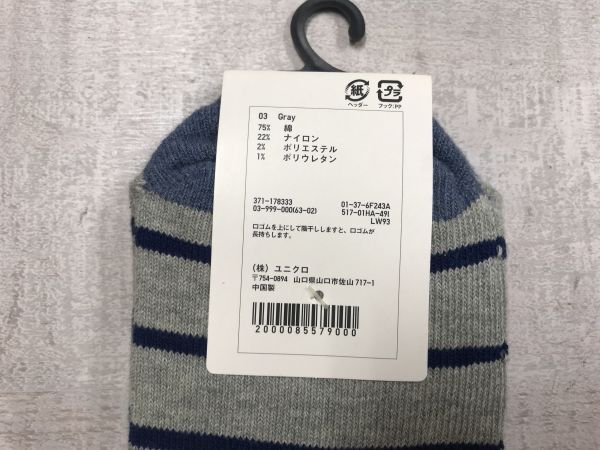 紙 プラ
ヘッダー フック:PP
03 Gray
75% 綿
22% ナイロン
2% ポリエステル
1% ポリウレタン
371-178333 01-37-6F243A
03-999-000(63-02) 517-01HA-49I
LW93
口ゴムを上にして陰干ししますと、口ゴムが
長持ちします。
(株) ユニクロ
〒754-0894 山口県山口市佐山717-1
中国製
2000085579000